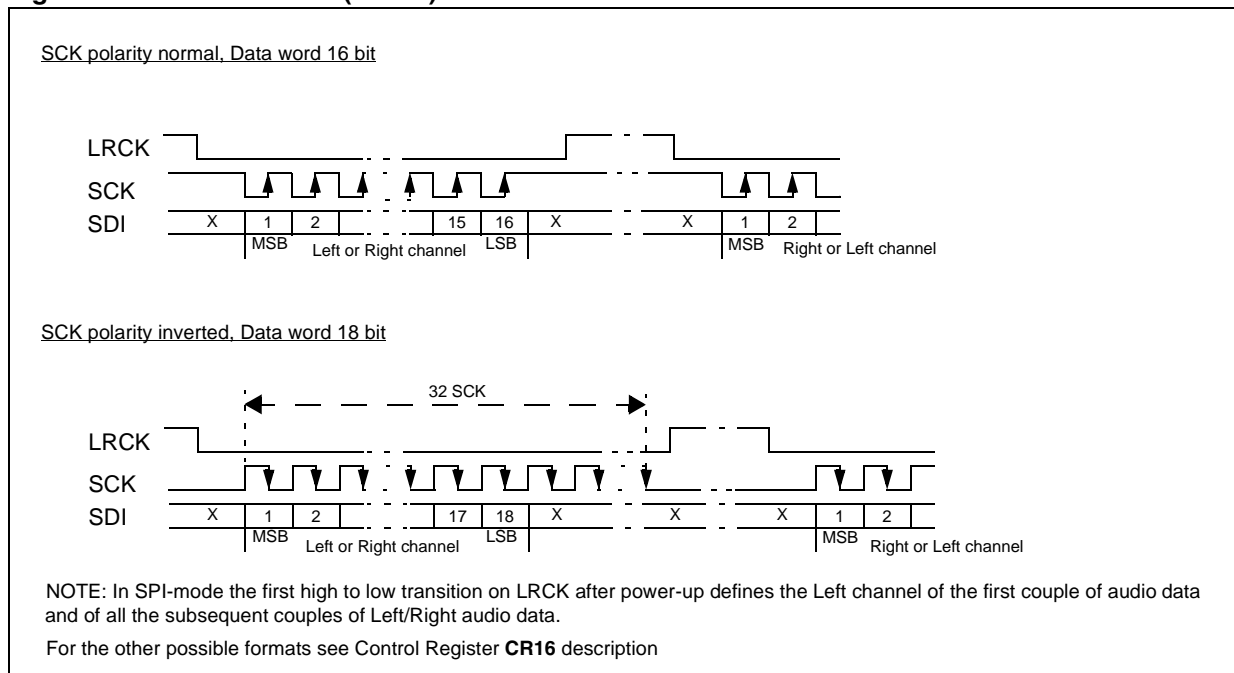 SCK polarity normal, Data word 16 bit
LRCK
SCK
SDI X 1 2 15 16 X X 1 2
MSB Left or Right channel LSB MSB Right or Left channel
SCK polarity inverted, Data word 18 bit
32 SCK
LRCK
SCK
SDI X 1 2 17 18 X X X 1 2
MSB Left or Right channel LSB MSB Right or Left channel
NOTE: In SPI-mode the first high to low transition on LRCK after power-up defines the Left channel of the first couple of audio data
and of all the subsequent couples of Left/Right audio data.
For the other possible formats see Control Register CR16 description